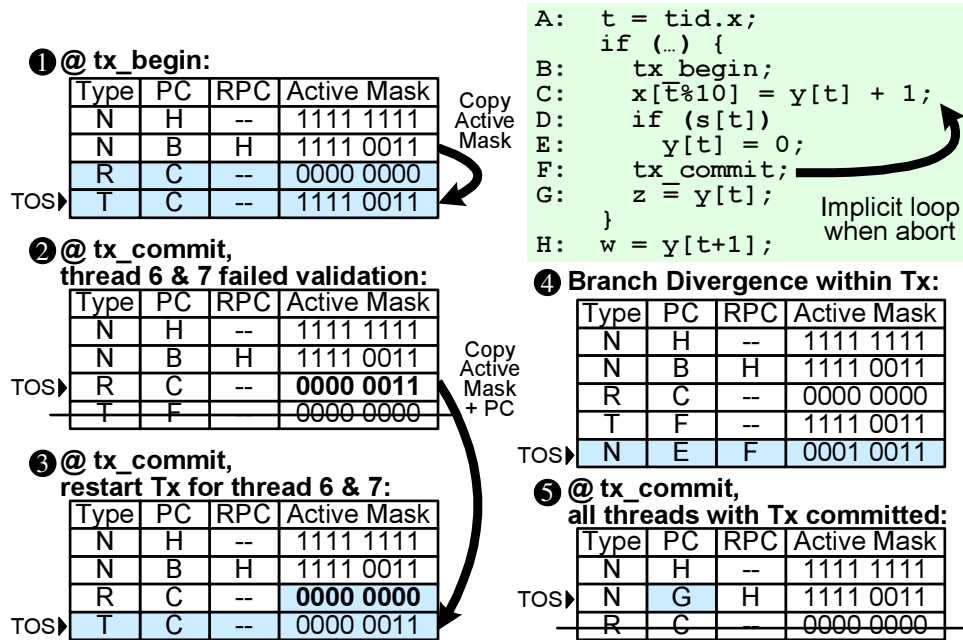 ❶ @ tx_begin:
Type PC RPC Active Mask
N H -- 1111 1111
N B H 1111 0011
R C -- 0000 0000
TOS T C -- 1111 0011
Copy
Active
Mask
❷ @ tx_commit,
thread 6 & 7 failed validation:
Type PC RPC Active Mask
N H -- 1111 1111
N B H 1111 0011
TOS R C -- 0000 0011
T F -- 0000 0000
Copy
Active
Mask
+ PC
❸ @ tx_commit,
restart Tx for thread 6 & 7:
Type PC RPC Active Mask
N H -- 1111 1111
N B H 1111 0011
R C -- 0000 0000
TOS T C -- 0000 0011
A: t = tid.x;
if (…) {
B: tx_begin;
C: x[t%10] = y[t] + 1;
D: if (s[t])
E: y[t] = 0;
F: tx_commit;
G: z = y[t];
}
H: w = y[t+1];
Implicit loop
when abort
❹ Branch Divergence within Tx:
Type PC RPC Active Mask
N H -- 1111 1111
N B H 1111 0011
R C -- 0000 0000
T F -- 1111 0011
TOS N E F 0001 0011
❺ @ tx_commit,
all threads with Tx committed:
Type PC RPC Active Mask
N H -- 1111 1111
TOS N G H 1111 0011
R C -- 0000 0000